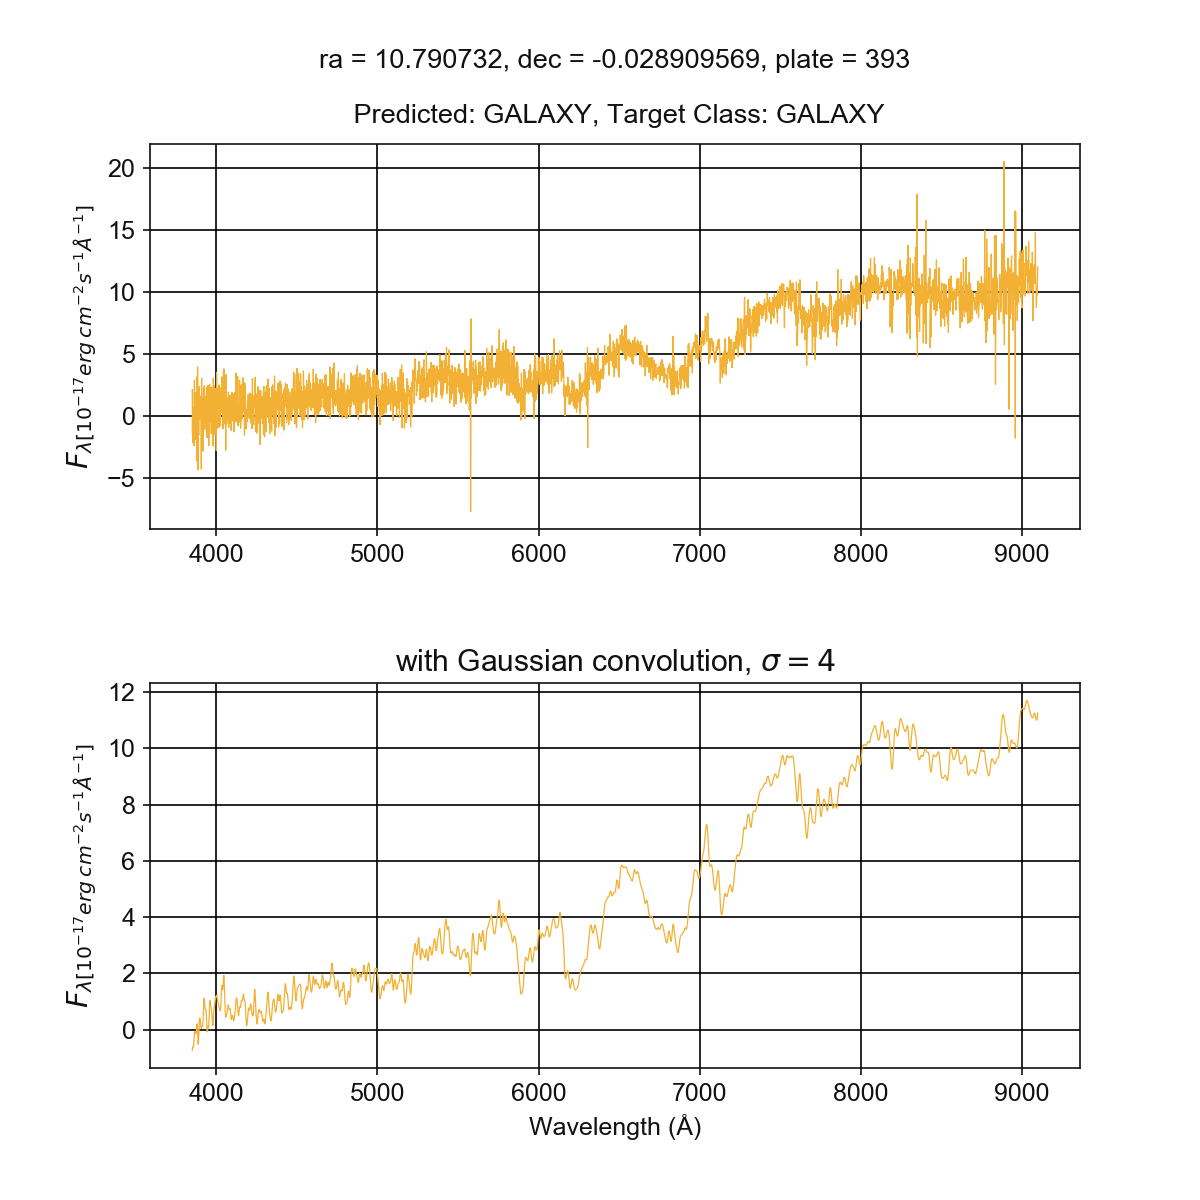 ra = 10.790732, dec = -0.028909569, plate = 393
Predicted: GALAXY, Target Class: GALAXY
20
15
10
5
0
−5
F_λ[10⁻¹⁷erg cm⁻²s⁻¹Å⁻¹]
4000 5000 6000 7000 8000 9000
with Gaussian convolution, σ = 4
12
10
8
6
4
2
0
F_λ[10⁻¹⁷erg cm⁻²s⁻¹Å⁻¹]
4000 5000 6000 7000 8000 9000
Wavelength (Å)